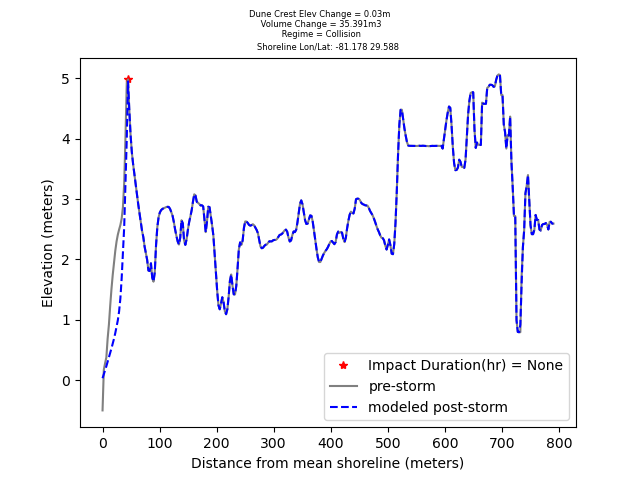 Dune Crest Elev Change = 0.03m
Volume Change = 35.391m3
Regime = Collision
Shoreline Lon/Lat: -81.178 29.588
5
4
3
2
1
0
Elevation (meters)
Impact Duration(hr) = None
pre-storm
modeled post-storm
0 100 200 300 400 500 600 700 800
Distance from mean shoreline (meters)